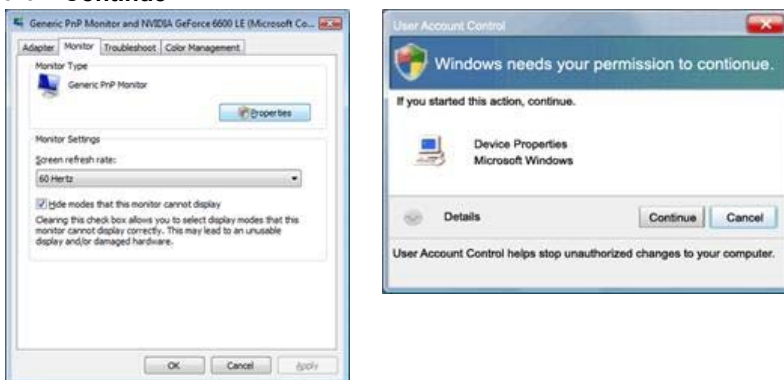 Continue
Generic PnP Monitor and NVIDIA GeForce 6600 LE (Microsoft Co...
Adapter Monitor Troubleshoot Color Management
Monitor Type
Generic PnP Monitor
Properties
Monitor Settings
Screen refresh rate:
60 Hertz
Hide modes that this monitor cannot display
Clearing this check box allows you to select display modes that this
monitor cannot display correctly. This may lead to an unusable
display and/or damaged hardware.
OK Cancel Apply
User Account Control
Windows needs your permission to contionue.
If you started this action, continue.
Device Properties
Microsoft Windows
Details Continue Cancel
User Account Control helps stop unauthorized changes to your computer.